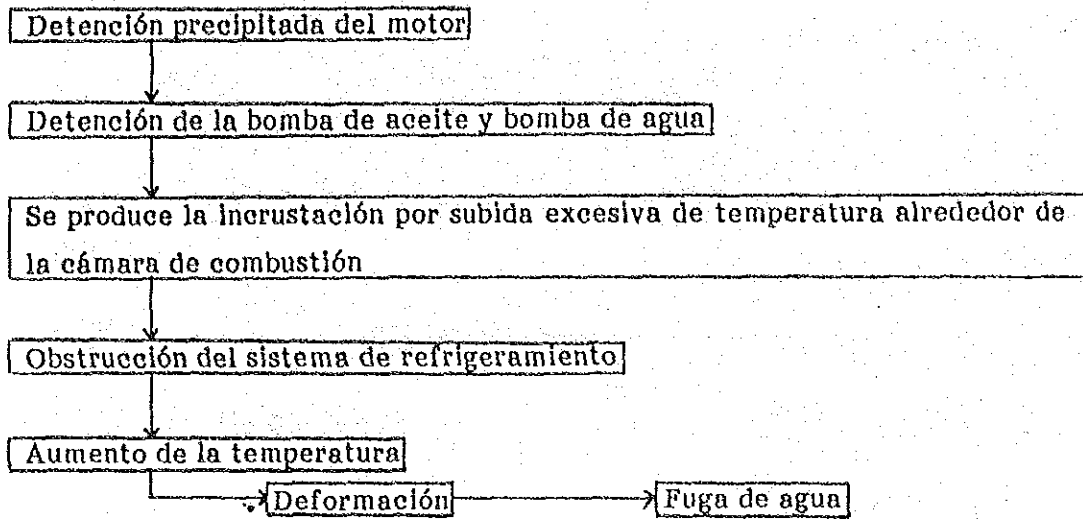 Detención precipitada del motor
Detención de la bomba de aceite y bomba de agua
Se produce la incrustación por subida excesiva de temperatura alrededor de
la cámara de combustión
Obstrucción del sistema de refrigeramiento
Aumento de la temperatura
Deformación Fuga de agua